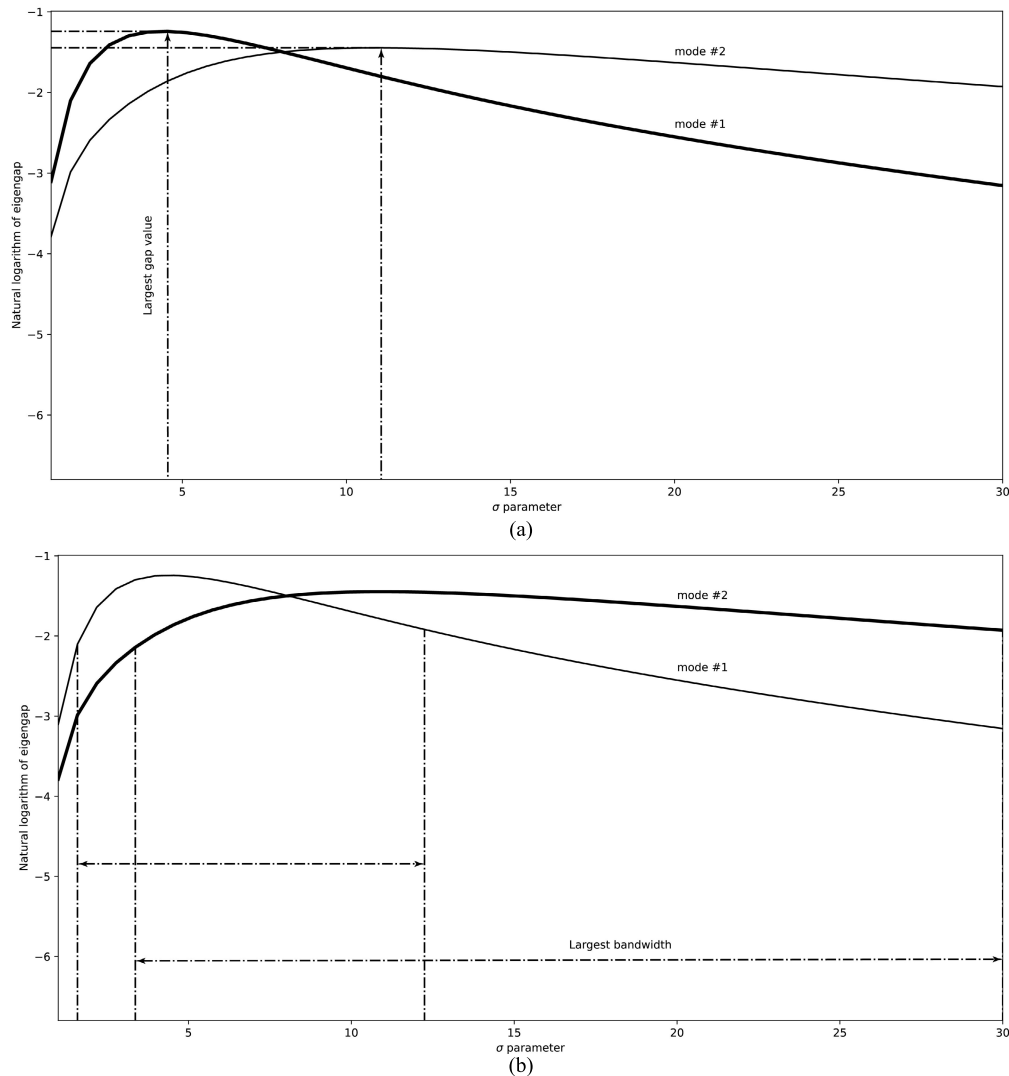 −1
−2
−3
−4
−5
−6
Natural logarithm of eigengap
Largest gap value
mode #2
mode #1
5 10 15 20 25 30
σ parameter
(a)
−1
−2
−3
−4
−5
−6
Natural logarithm of eigengap
mode #2
mode #1
Largest bandwidth
5 10 15 20 25 30
σ parameter
(b)